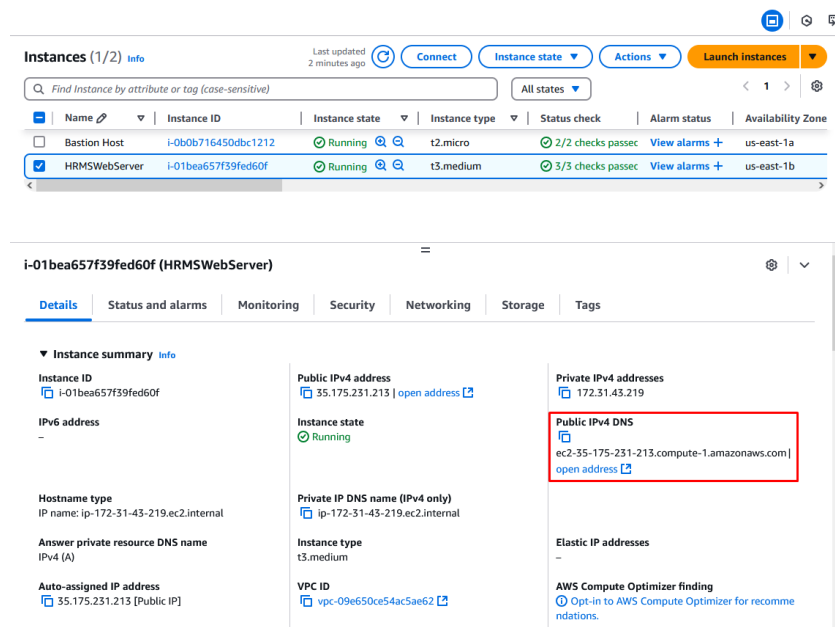 Instances (1/2) Info
Last updated
2 minutes ago
Connect
Instance state
Actions
Launch instances
Find Instance by attribute or tag (case-sensitive)
All states
1
Name
Instance ID
Instance state
Instance type
Status check
Alarm status
Availability Zone
Bastion Host i-0b0b716450dbc1212 Running t2.micro 2/2 checks passec View alarms + us-east-1a
HRMSWebServer i-01bea657f39fed60f Running t3.medium 3/3 checks passec View alarms + us-east-1b
i-01bea657f39fed60f (HRMSWebServer)
Details Status and alarms Monitoring Security Networking Storage Tags
Instance summary Info
Instance ID
i-01bea657f39fed60f
Public IPv4 address
35.175.231.213 | open address
Private IPv4 addresses
172.31.43.219
IPv6 address
–
Instance state
Running
Public IPv4 DNS
ec2-35-175-231-213.compute-1.amazonaws.com |
open address
Hostname type
IP name: ip-172-31-43-219.ec2.internal
Private IP DNS name (IPv4 only)
ip-172-31-43-219.ec2.internal
Answer private resource DNS name
IPv4 (A)
Instance type
t3.medium
Elastic IP addresses
–
Auto-assigned IP address
35.175.231.213 [Public IP]
VPC ID
vpc-09e650ce54ac5ae62
AWS Compute Optimizer finding
Opt-in to AWS Compute Optimizer for recomme
ndations.